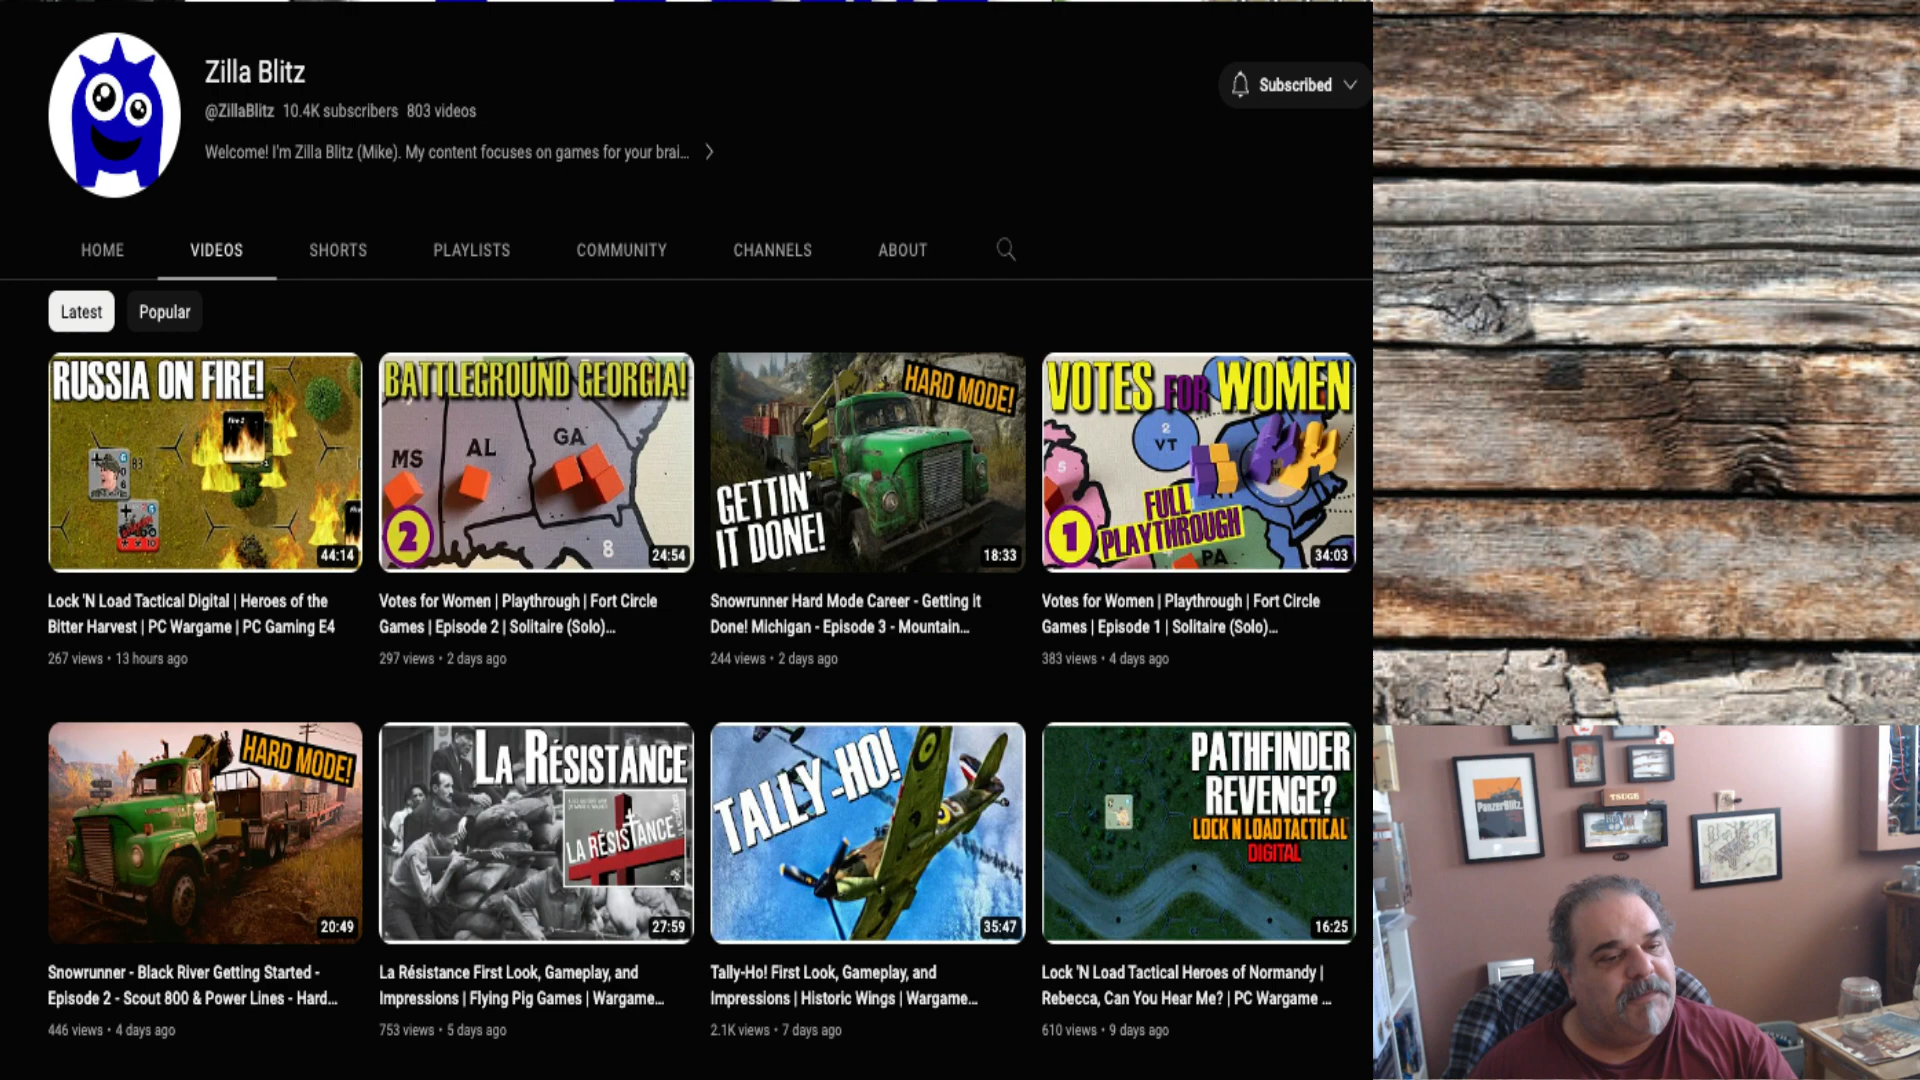 Zilla Blitz
@ZillaBlitz 10.4K subscribers 803 videos
Welcome! I'm Zilla Blitz (Mike). My content focuses on games for your brai...
Subscribed
HOME VIDEOS SHORTS PLAYLISTS COMMUNITY CHANNELS ABOUT
Latest Popular
RUSSIA ON FIRE!
Fire 2
83
44:14
BATTLEGROUND GEORGIA!
MS AL GA
2
8
24:54
HARD MODE!
GETTIN'
IT DONE!
18:33
VOTES FOR WOMEN
2
VT
5
FULL
PLAYTHROUGH
1
PA
34:03
Lock 'N Load Tactical Digital | Heroes of the
Bitter Harvest | PC Wargame | PC Gaming E4
267 views • 13 hours ago
Votes for Women | Playthrough | Fort Circle
Games | Episode 2 | Solitaire (Solo)...
297 views • 2 days ago
Snowrunner Hard Mode Career - Getting it
Done! Michigan - Episode 3 - Mountain...
244 views • 2 days ago
Votes for Women | Playthrough | Fort Circle
Games | Episode 1 | Solitaire (Solo)...
383 views • 4 days ago
HARD MODE!
20:49
LA RÉSISTANCE
LA RÉSISTANCE
27:59
TALLY-HO!
35:47
PATHFINDER
REVENGE?
LOCK N LOAD TACTICAL
DIGITAL
16:25
Snowrunner - Black River Getting Started -
Episode 2 - Scout 800 & Power Lines - Hard...
446 views • 4 days ago
La Résistance First Look, Gameplay, and
Impressions | Flying Pig Games | Wargame...
753 views • 5 days ago
Tally-Ho! First Look, Gameplay, and
Impressions | Historic Wings | Wargame...
2.1K views • 7 days ago
Lock 'N Load Tactical Heroes of Normandy |
Rebecca, Can You Hear Me? | PC Wargame ...
610 views • 9 days ago
PanzerBlitz.
TSUGE